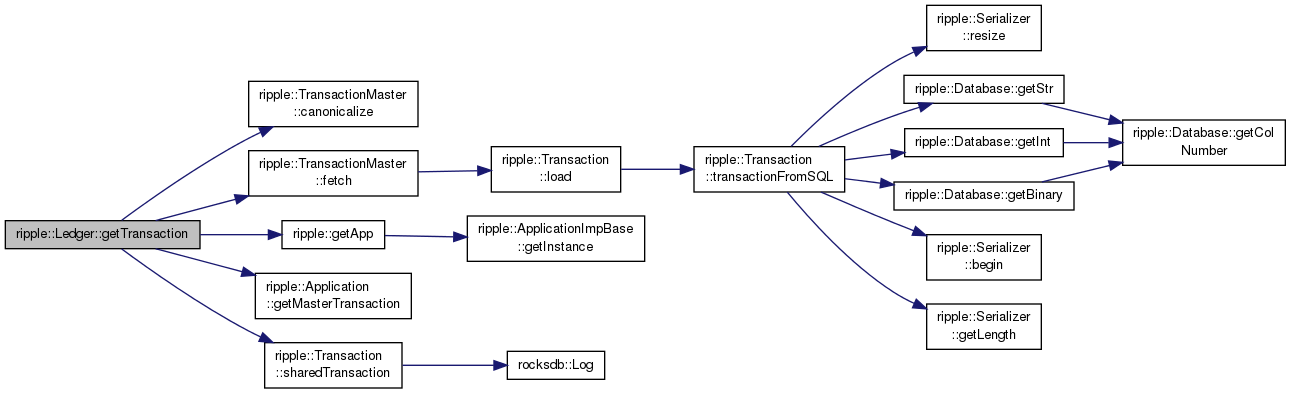 ripple::Ledger::getTransaction
ripple::TransactionMaster
::canonicalize
ripple::TransactionMaster
::fetch
ripple::getApp
ripple::Application
::getMasterTransaction
ripple::Transaction
::sharedTransaction
ripple::Transaction
::load
ripple::ApplicationImpBase
::getInstance
rocksdb::Log
ripple::Transaction
::transactionFromSQL
ripple::Serializer
::resize
ripple::Database::getStr
ripple::Database::getInt
ripple::Database::getBinary
ripple::Serializer
::begin
ripple::Serializer
::getLength
ripple::Database::getCol
Number